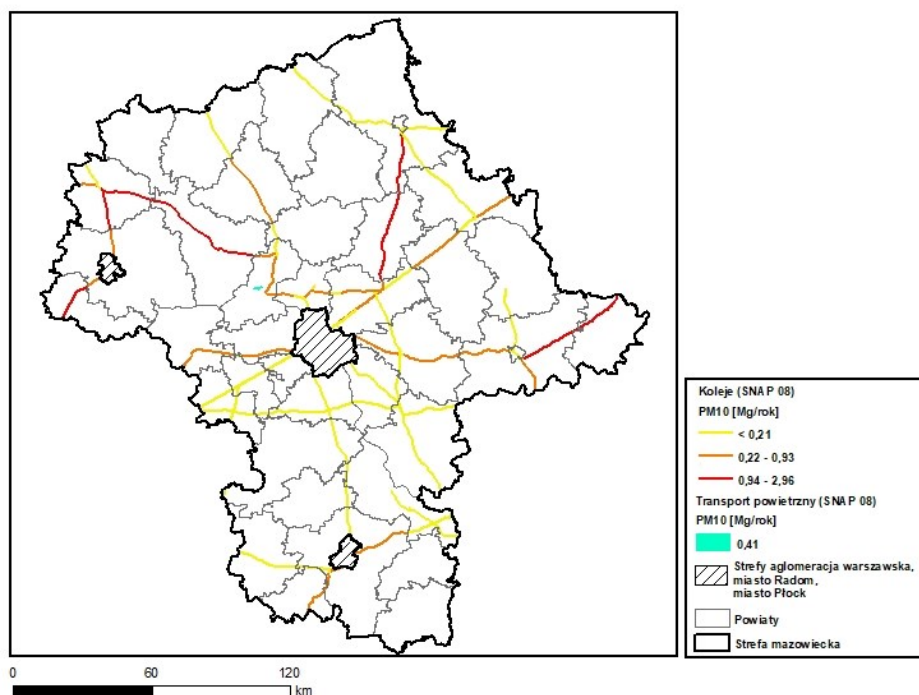 Koleje (SNAP 08)
PM10 [Mg/rok]
< 0,21
0,22 - 0,93
0,94 - 2,96
Transport powietrzny (SNAP 08)
PM10 [Mg/rok]
0,41
Strefy aglomeracja warszawska,
miasto Radom,
miasto Płock
Powiaty
Strefa mazowiecka
0 60 120
km